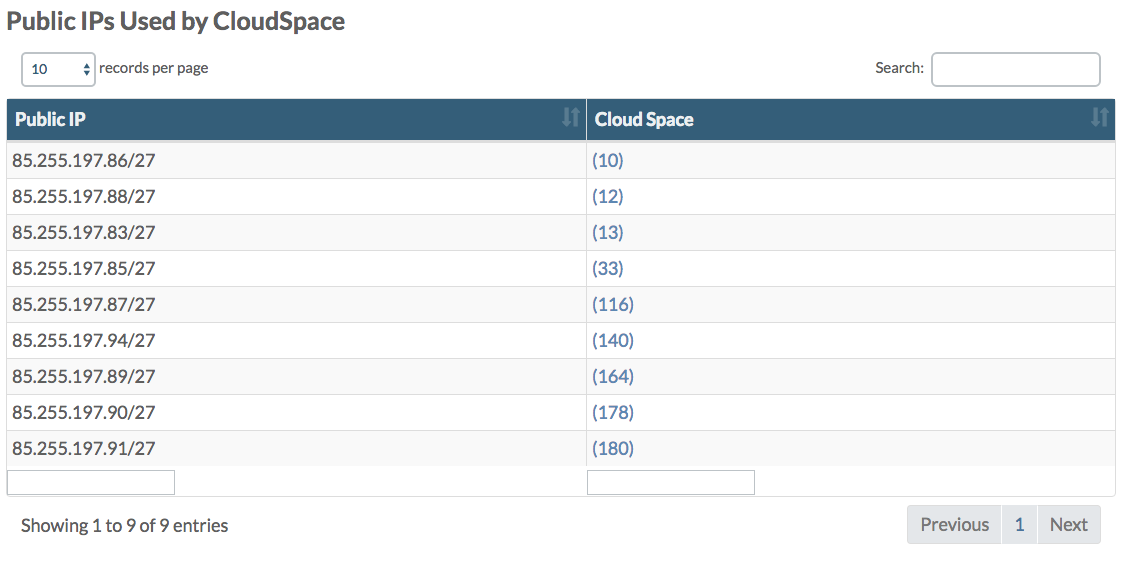 Public IPs Used by CloudSpace
10 records per page Search:
Public IP Cloud Space
85.255.197.86/27 (10)
85.255.197.88/27 (12)
85.255.197.83/27 (13)
85.255.197.85/27 (33)
85.255.197.87/27 (116)
85.255.197.94/27 (140)
85.255.197.89/27 (164)
85.255.197.90/27 (178)
85.255.197.91/27 (180)
Showing 1 to 9 of 9 entries Previous 1 Next